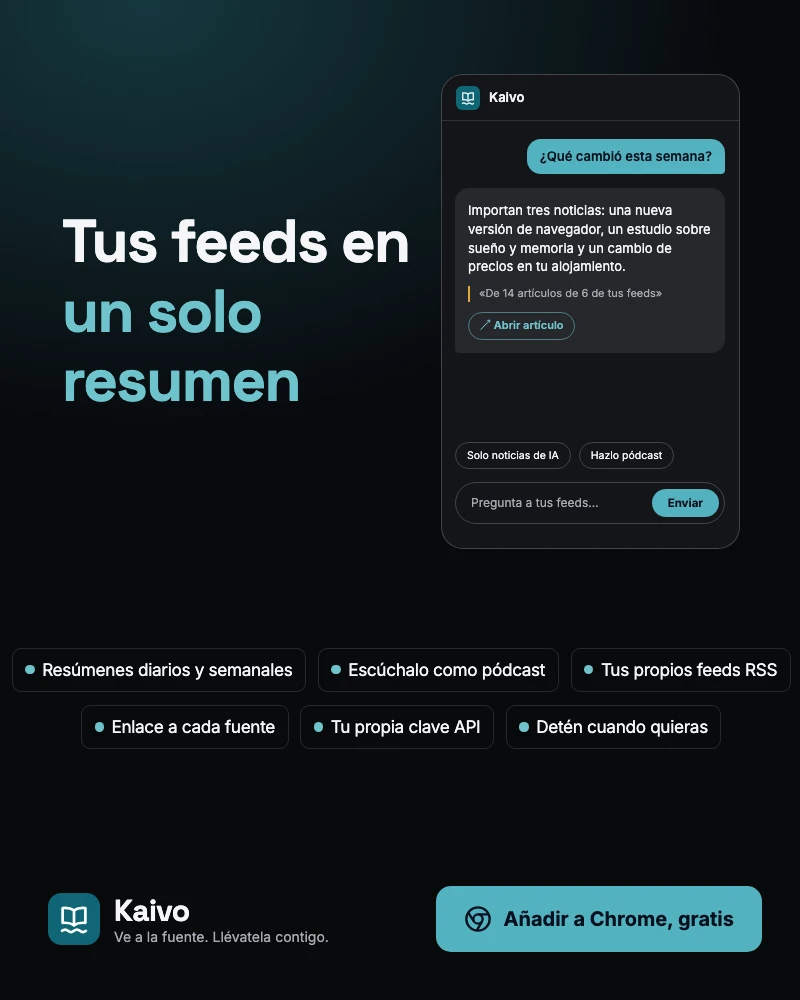 Kaivo
¿Qué cambió esta semana?
Tus feeds en
un solo
resumen
Importan tres noticias: una nueva
versión de navegador, un estudio sobre
sueño y memoria y un cambio de
precios en tu alojamiento.
«De 14 artículos de 6 de tus feeds»
↗ Abrir artículo
Solo noticias de IA
Hazlo pódcast
Pregunta a tus feeds...
Enviar
Resúmenes diarios y semanales
Escúchalo como pódcast
Tus propios feeds RSS
Enlace a cada fuente
Tu propia clave API
Detén cuando quieras
Kaivo
Ve a la fuente. Llévatela contigo.
Añadir a Chrome, gratis